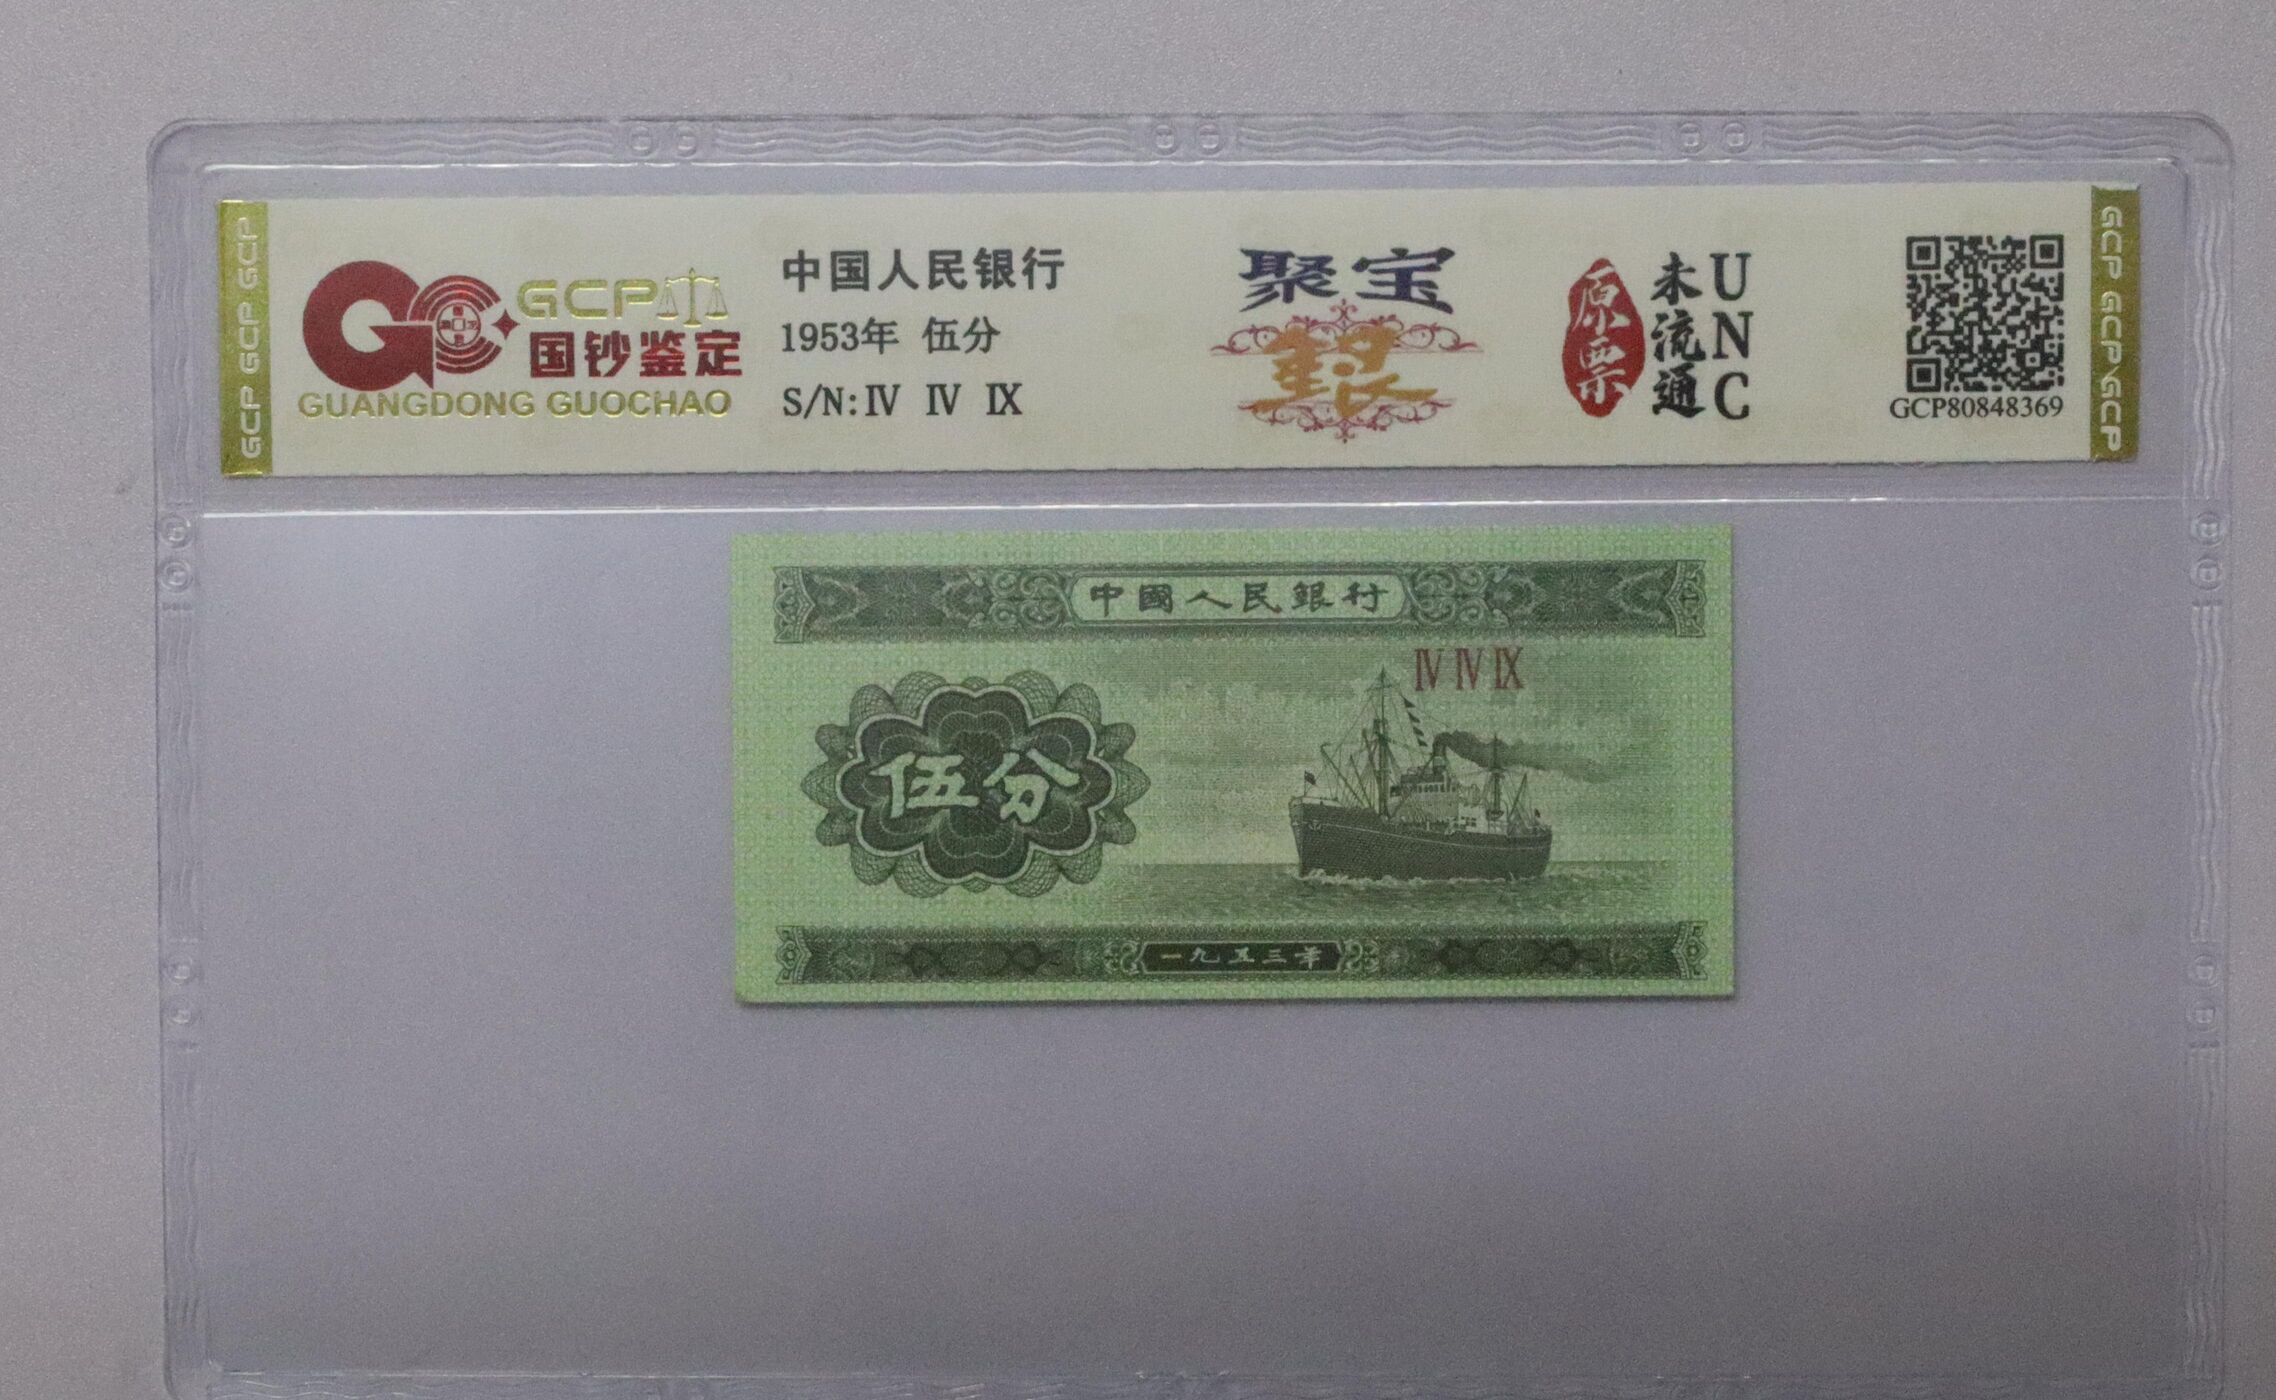 GCP GCP GCP
GCP
国钞鉴定
GUANGDONG GUOCHAO
中国人民银行
1953年 伍分
S/N:Ⅳ Ⅳ Ⅸ
聚宝
原票
未流通
UNC
GCP80848369
GCP GCP GCP
中國人民銀行
Ⅳ Ⅳ Ⅸ
伍分
一九五三年